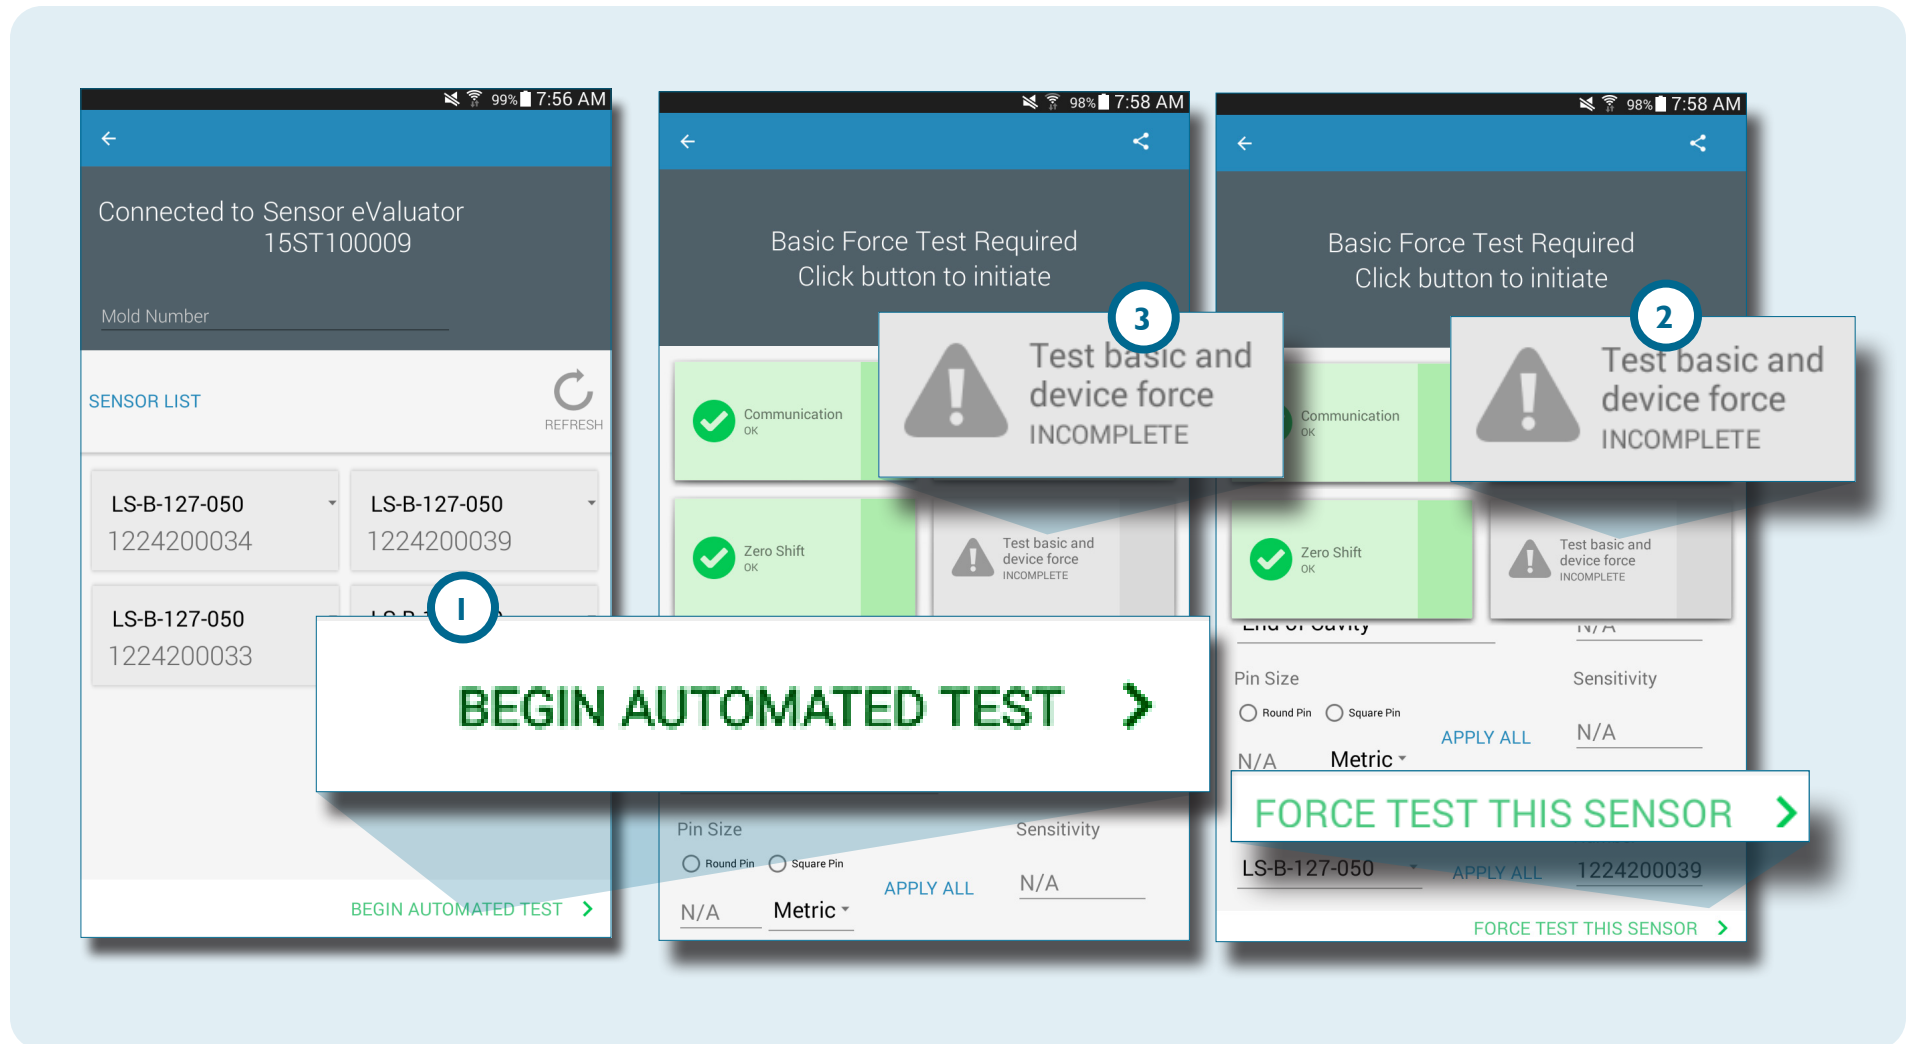 99% 7:56 AM
Connected to Sensor eValuator
15ST100009
Mold Number
SENSOR LIST
REFRESH
LS-B-127-050
1224200034
LS-B-127-050
1224200039
LS-B-127-050
1224200033
1
BEGIN AUTOMATED TEST
BEGIN AUTOMATED TEST
98% 7:58 AM
Basic Force Test Required
Click button to initiate
3
Test basic and
device force
INCOMPLETE
Communication
OK
Zero Shift
OK
Test basic and
device force
INCOMPLETE
Pin Size
Sensitivity
Round Pin
Square Pin
APPLY ALL
N/A
N/A
Metric
98% 7:58 AM
Basic Force Test Required
Click button to initiate
2
Test basic and
device force
INCOMPLETE
Communication
OK
Zero Shift
OK
Test basic and
device force
INCOMPLETE
End of Cavity
N/A
Pin Size
Sensitivity
Round Pin
Square Pin
APPLY ALL
N/A
N/A
Metric
FORCE TEST THIS SENSOR
LS-B-127-050
APPLY ALL
1224200039
FORCE TEST THIS SENSOR